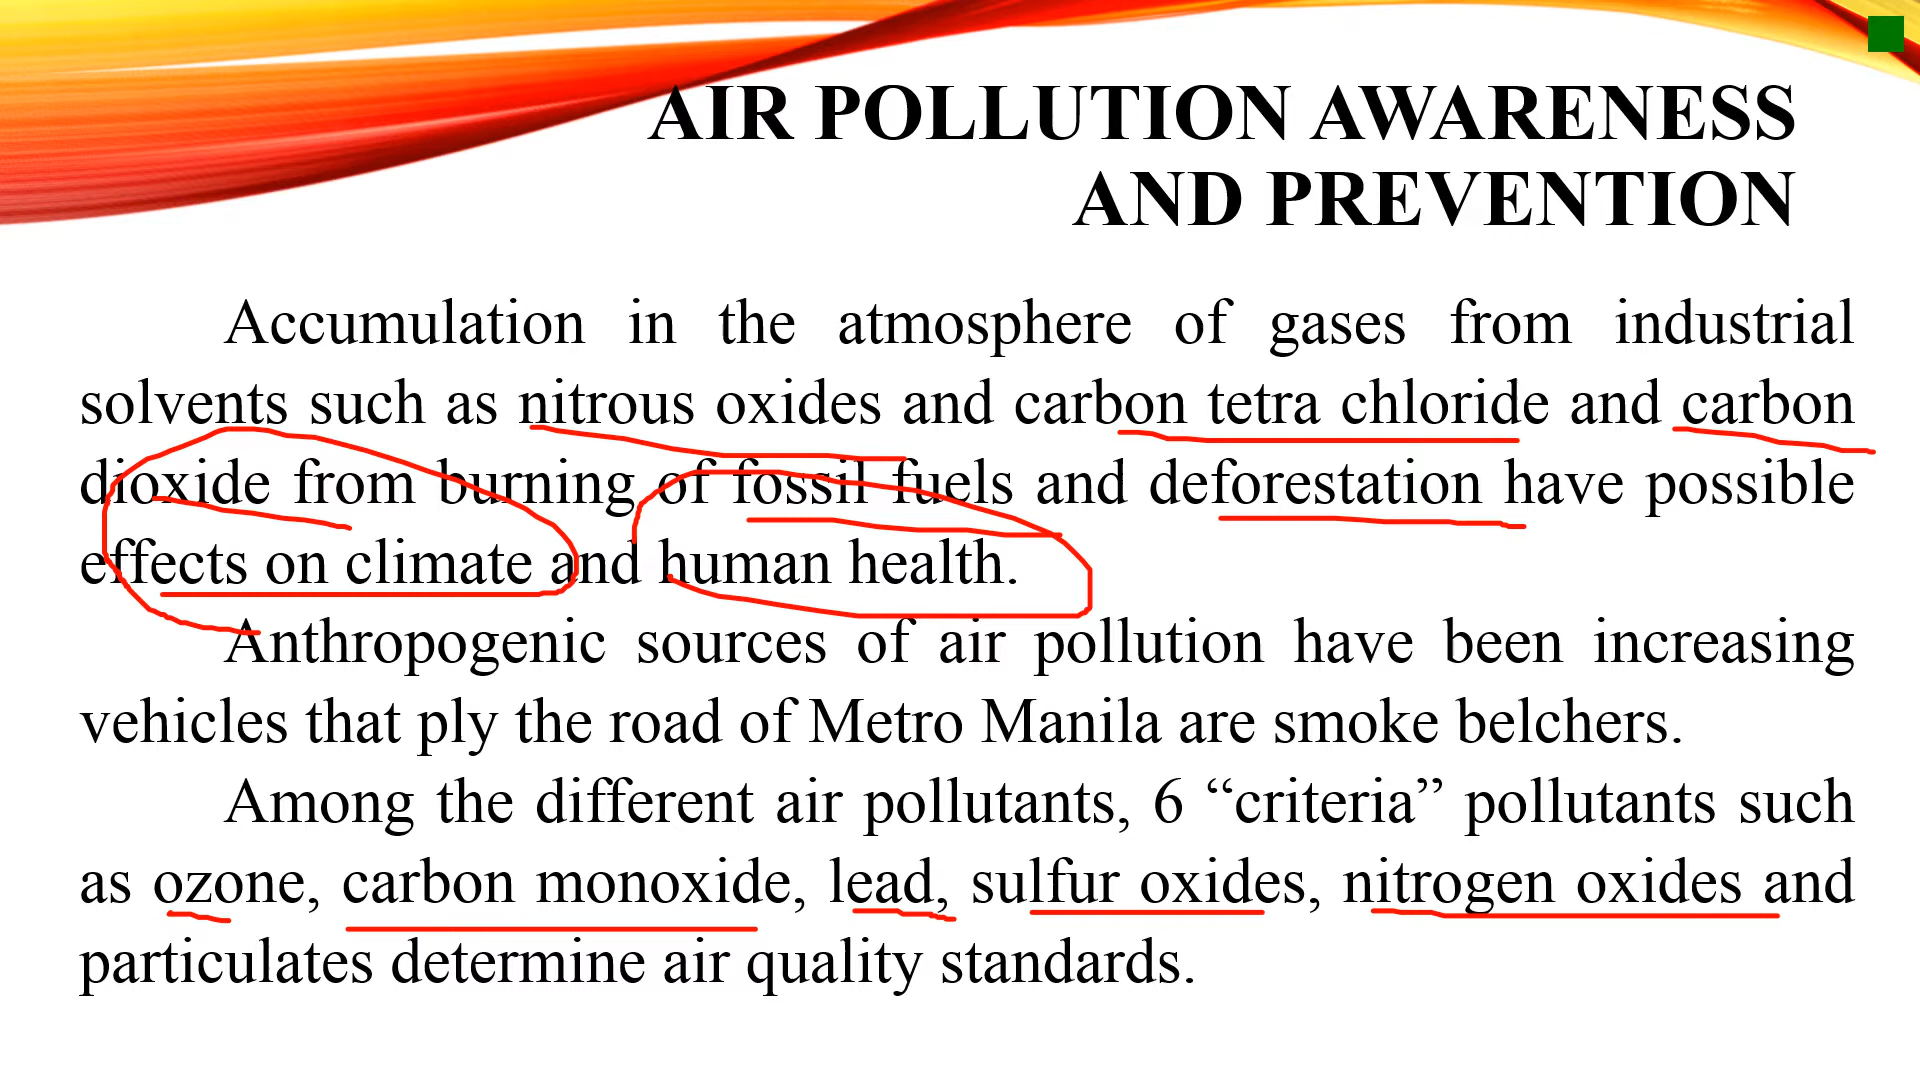 AIR POLLUTION AWARENESS
AND PREVENTION
Accumulation in the atmosphere of gases from industrial
solvents such as nitrous oxides and carbon tetra chloride and carbon
dioxide from burning of fossil fuels and deforestation have possible
effects on climate and human health.
Anthropogenic sources of air pollution have been increasing
vehicles that ply the road of Metro Manila are smoke belchers.
Among the different air pollutants, 6 “criteria” pollutants such
as ozone, carbon monoxide, lead, sulfur oxides, nitrogen oxides and
particulates determine air quality standards.